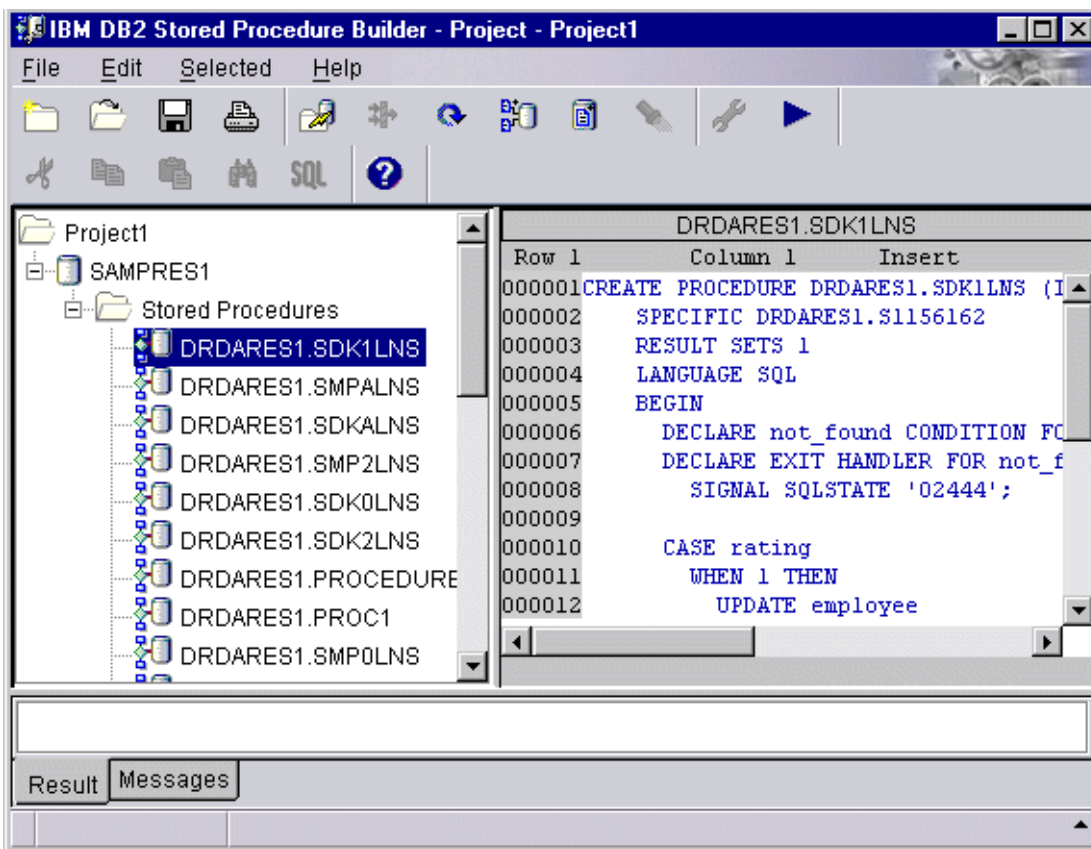 IBM DB2 Stored Procedure Builder - Project - Project1
File Edit Selected Help
SQL
Project1
SAMPRES1
Stored Procedures
DRDARES1.SDK1LNS
DRDARES1.SMPALNS
DRDARES1.SDKALNS
DRDARES1.SMP2LNS
DRDARES1.SDK0LNS
DRDARES1.SDK2LNS
DRDARES1.PROCEDURE
DRDARES1.PROC1
DRDARES1.SMP0LNS
DRDARES1.SDK1LNS
Row 1 Column 1 Insert
000001CREATE PROCEDURE DRDARES1.SDK1LNS (I
000002 SPECIFIC DRDARES1.S1156162
000003 RESULT SETS 1
000004 LANGUAGE SQL
000005 BEGIN
000006 DECLARE not_found CONDITION FO
000007 DECLARE EXIT HANDLER FOR not_f
000008 SIGNAL SQLSTATE '02444';
000009
000010 CASE rating
000011 WHEN 1 THEN
000012 UPDATE employee
Result Messages